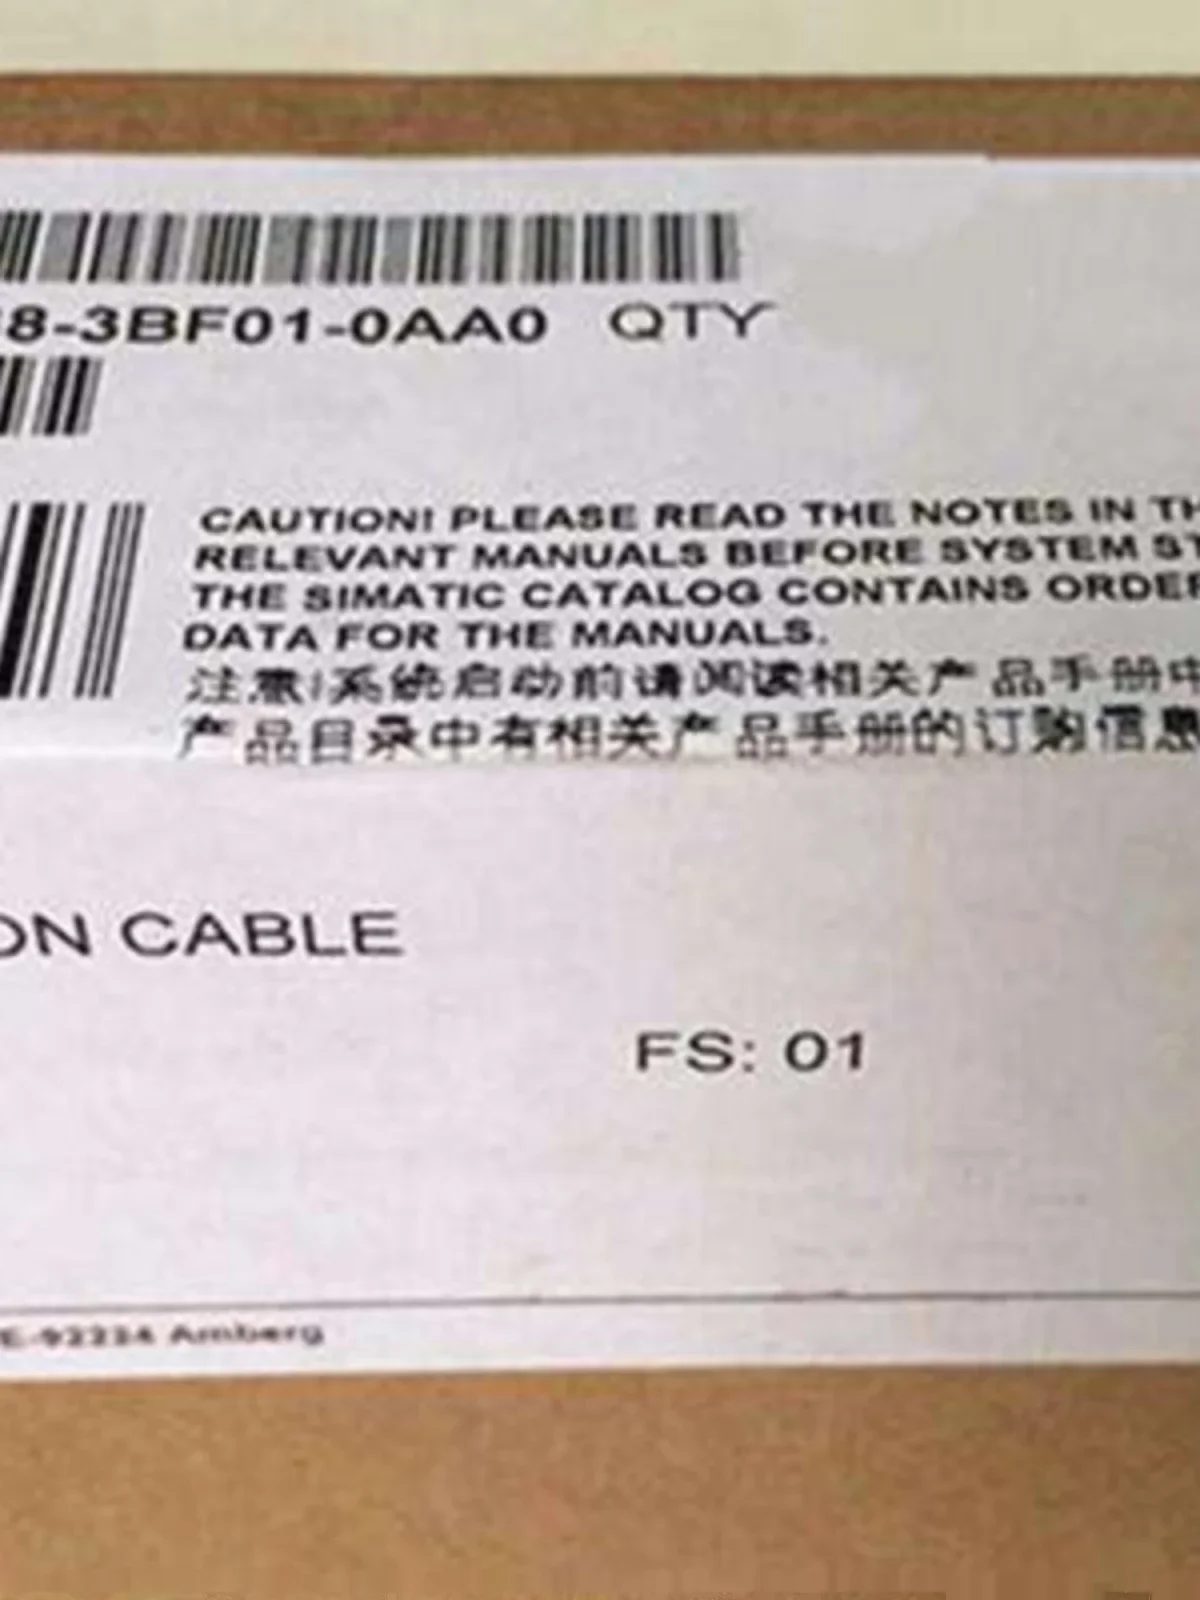 8-3BF01-0AA0 QTY
CAUTION! PLEASE READ THE NOTES IN TH
RELEVANT MANUALS BEFORE SYSTEM ST
THE SIMATIC CATALOG CONTAINS ORDER
DATA FOR THE MANUALS.
注意!系统启动前请阅读相关产品手册中
产品目录中有相关产品手册的订购信息
ON CABLE
FS: 01
E-92224 Amberg